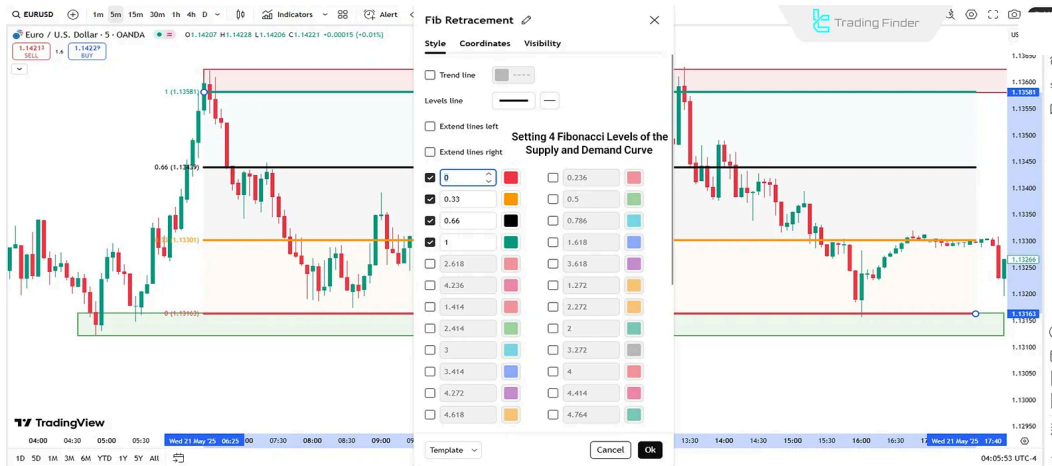 EURUSD
1m 5m 15m 30m 1h 4h D
Indicators
Alert
Fib Retracement
Trading Finder
Euro / U.S. Dollar · 5 · OANDA
O1.14207 H1.14228 L1.14206 C1.14221 +0.00015 (+0.01%)
1.14213
SELL
1.6
1.14229
BUY
Style Coordinates Visibility
Trend line
Levels line
Extend lines left
Setting 4 Fibonacci Levels of the
Supply and Demand Curve
Extend lines right
0 0.236
0.33 0.5
0.66 0.786
1 1.618
2.618 3.618
4.236 1.272
1.414 2.272
2.414 2
3 3.272
3.414 4
4.272 4.414
4.618 4.764
Template
Cancel
Ok
1 (1.13581)
0 (1.13163)
US
1.13600
1.13581
1.13550
1.13500
1.13450
1.13400
1.13350
1.13300
1.13266
1.13250
1.13200
1.13163
1.13150
1.13100
1.13050
1.13000
1.12950
TradingView
04:00 04:30 05:00 05:30 Wed 21 May '25 06:25 07:00 07:30 08:00 08:30 09:00
13:30 14:00 14:30 15:00 15:30 16:00 16:30 Wed 21 May '25 17:40
1D 5D 1M 3M 6M YTD 1Y 5Y All
04:05:53 UTC-4